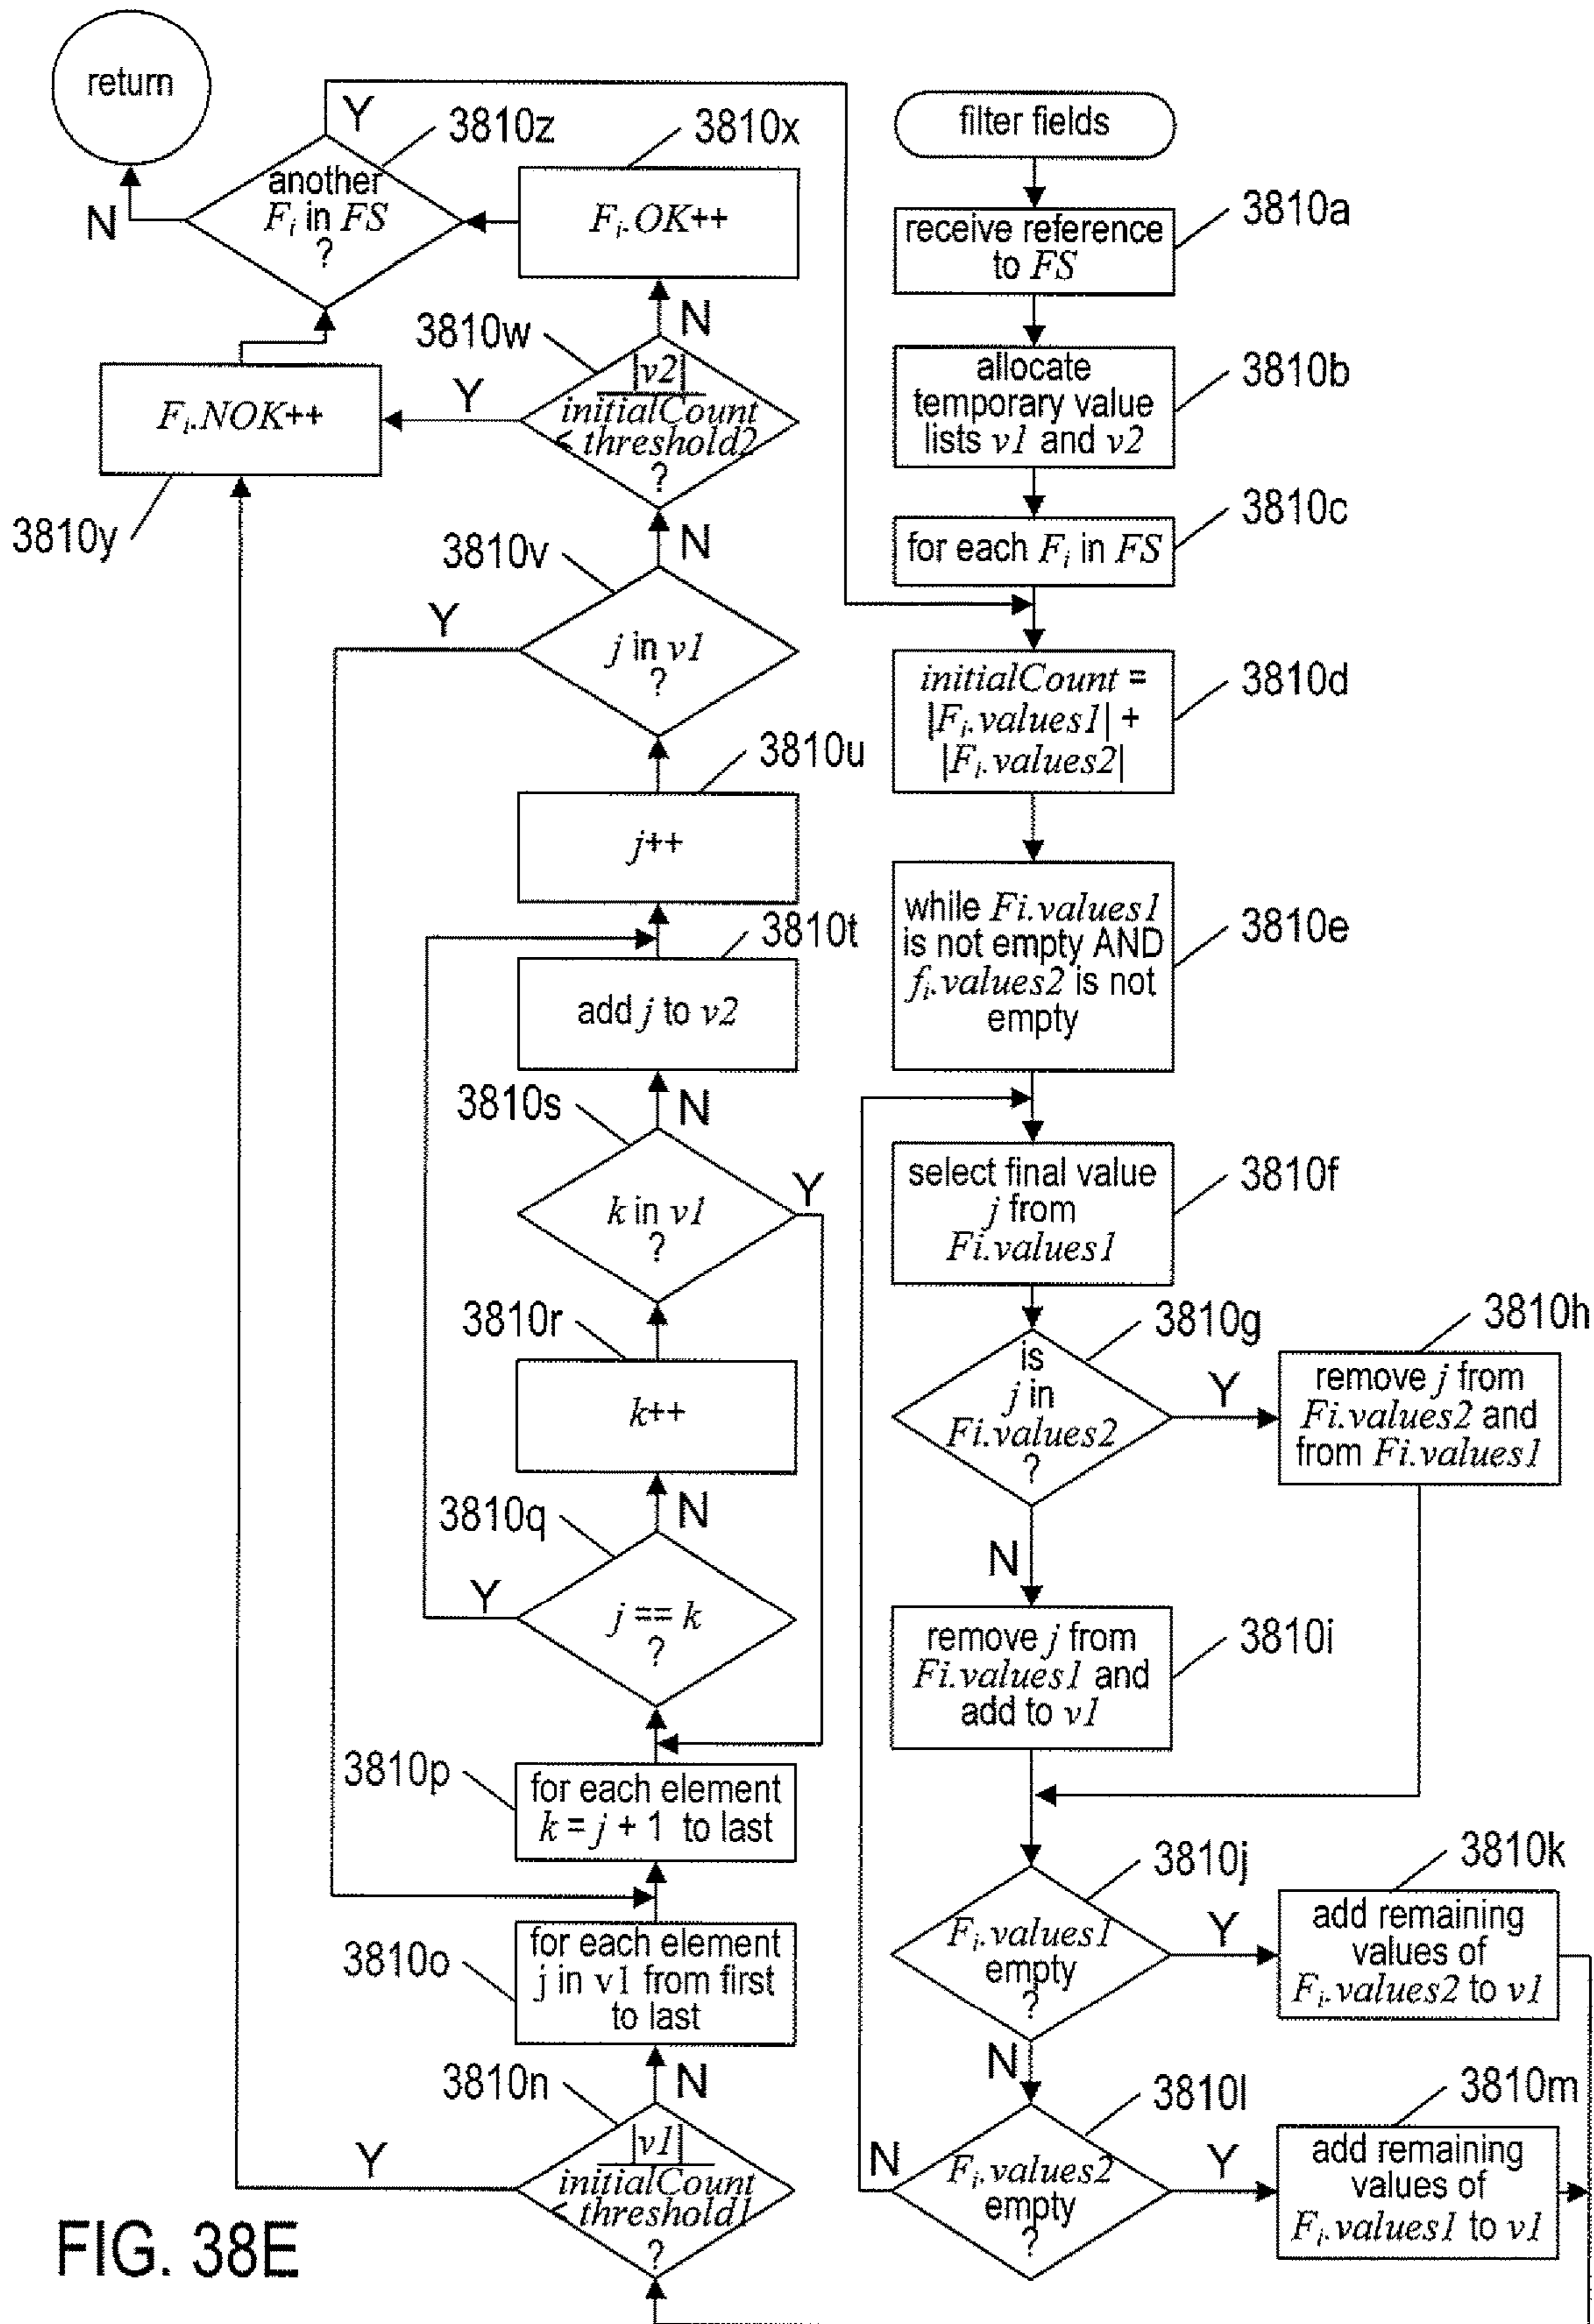 return
Y
3810z
another
Fi in FS
?
N
3810x
Fi.OK++
N
3810w
|v2|
initialCount
< threshold2
?
Y
Fi.NOK++
3810y
N
3810v
j in v1
?
Y
3810u
j++
3810t
add j to v2
N
3810s
k in v1
?
Y
3810r
k++
N
3810q
j == k
?
Y
3810p
for each element
k = j + 1 to last
3810o
for each element
j in v1 from first
to last
N
3810n
|v1|
initialCount
< threshold1
?
Y
filter fields
receive reference
to FS
3810a
allocate
temporary value
lists v1 and v2
3810b
for each Fi in FS
3810c
initialCount =
|Fi.values1| +
|Fi.values2|
3810d
while Fi.values1
is not empty AND
fi.values2 is not
empty
3810e
select final value
j from
Fi.values1
3810f
is
j in
Fi.values2
?
3810g
Y
3810h
remove j from
Fi.values2 and
from Fi.values1
N
remove j from
Fi.values1 and
add to v1
3810i
Fi.values1
empty
?
3810j
Y
3810k
add remaining
values of
Fi.values2 to v1
N
Fi.values2
empty
?
3810l
N
Y
3810m
add remaining
values of
Fi.values1 to v1
FIG. 38E